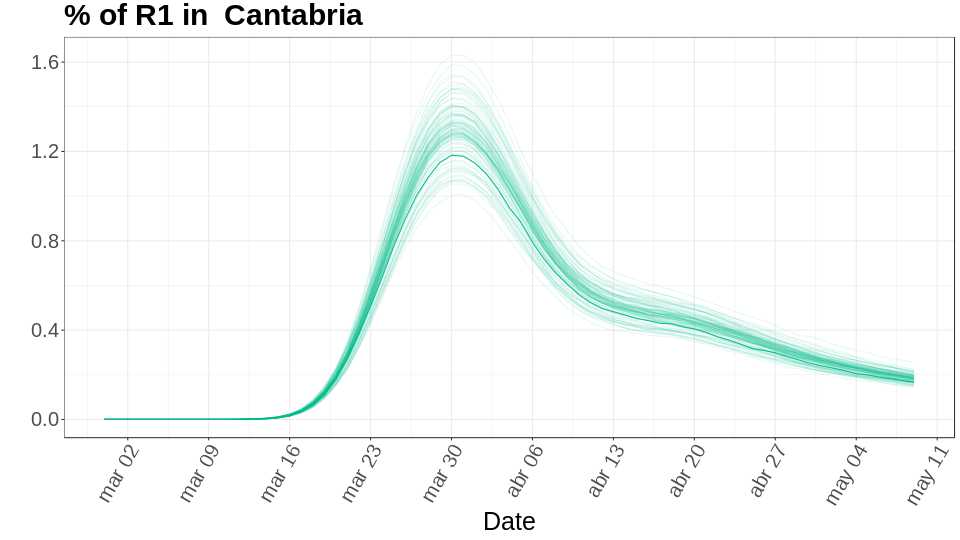 % of R1 in  Cantabria
1.6
1.2
0.8
0.4
0.0
mar 02
mar 09
mar 16
mar 23
mar 30
abr 06
abr 13
abr 20
abr 27
may 04
may 11
Date